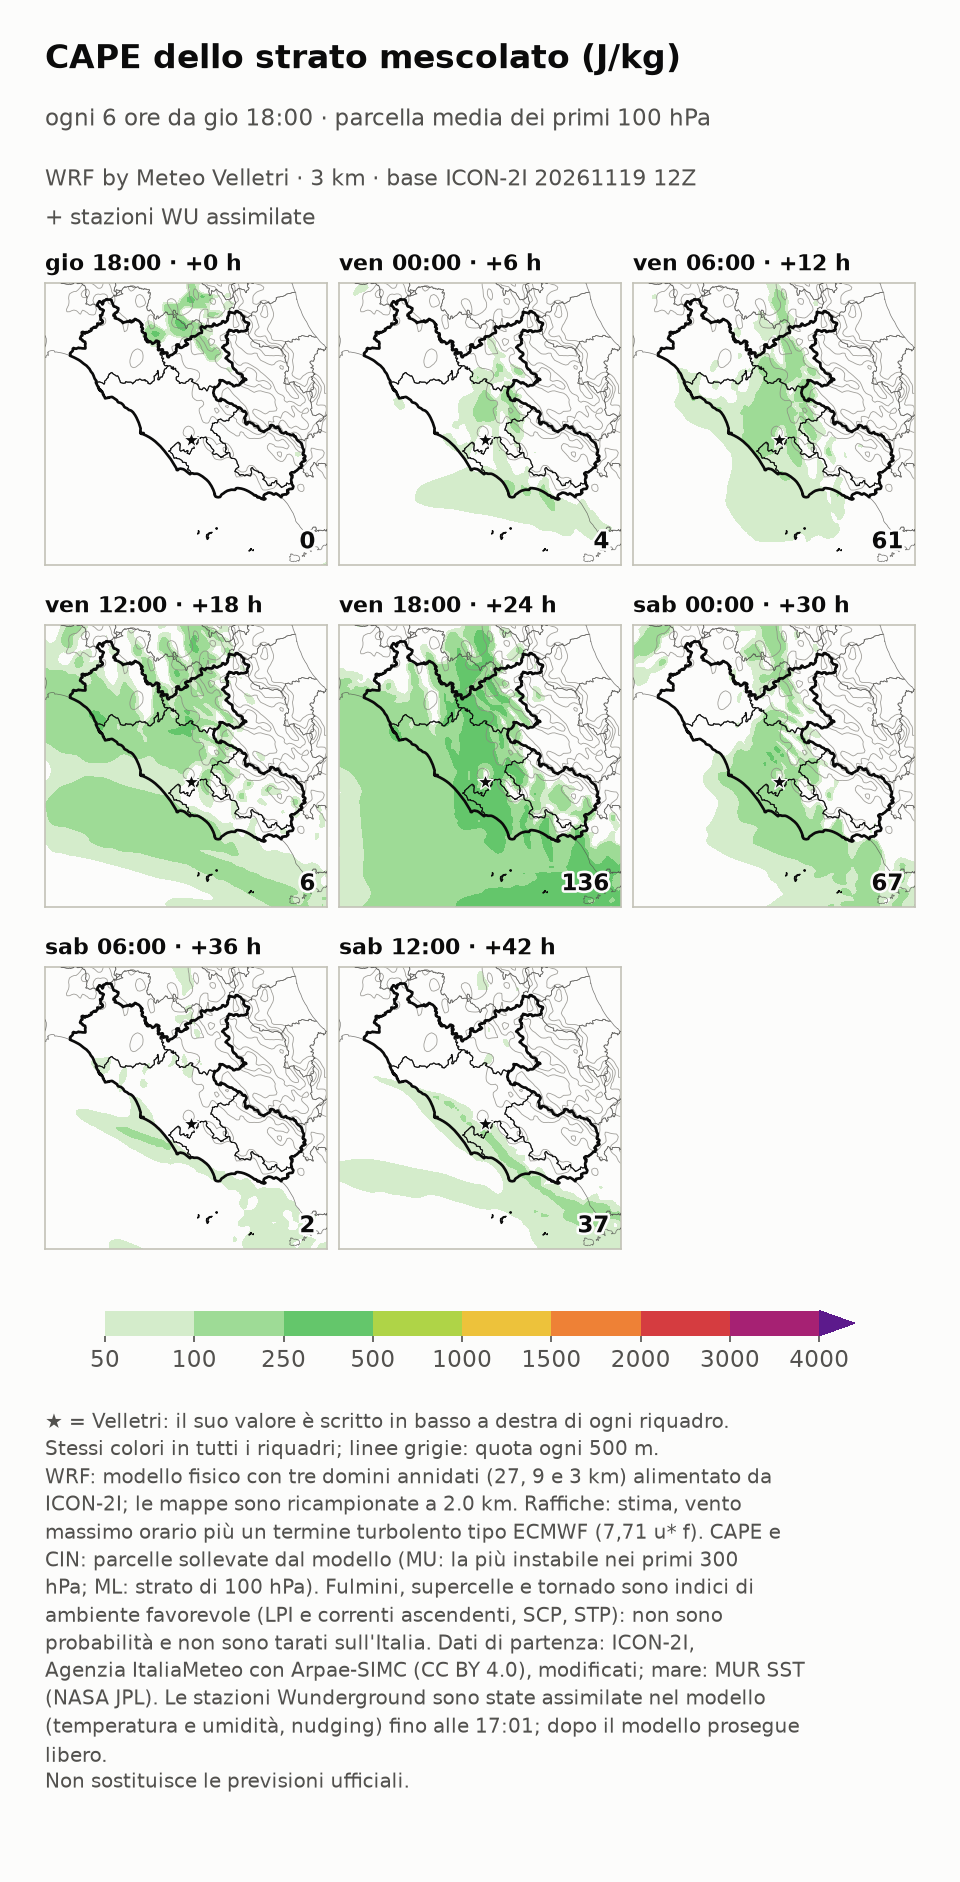 CAPE dello strato mescolato (J/kg)
ogni 6 ore da gio 18:00 · parcella media dei primi 100 hPa
WRF by Meteo Velletri · 3 km · base ICON-2I 20261119 12Z
+ stazioni WU assimilate
gio 18:00 · +0 h
ven 00:00 · +6 h
ven 06:00 · +12 h
0
4
61
ven 12:00 · +18 h
ven 18:00 · +24 h
sab 00:00 · +30 h
6
136
67
sab 06:00 · +36 h
sab 12:00 · +42 h
2
37
50 100 250 500 1000 1500 2000 3000 4000
★ = Velletri: il suo valore è scritto in basso a destra di ogni riquadro.
Stessi colori in tutti i riquadri; linee grigie: quota ogni 500 m.
WRF: modello fisico con tre domini annidati (27, 9 e 3 km) alimentato da
ICON-2I; le mappe sono ricampionate a 2.0 km. Raffiche: stima, vento
massimo orario più un termine turbolento tipo ECMWF (7,71 u* f). CAPE e
CIN: parcelle sollevate dal modello (MU: la più instabile nei primi 300
hPa; ML: strato di 100 hPa). Fulmini, supercelle e tornado sono indici di
ambiente favorevole (LPI e correnti ascendenti, SCP, STP): non sono
probabilità e non sono tarati sull'Italia. Dati di partenza: ICON-2I,
Agenzia ItaliaMeteo con Arpae-SIMC (CC BY 4.0), modificati; mare: MUR SST
(NASA JPL). Le stazioni Wunderground sono state assimilate nel modello
(temperatura e umidità, nudging) fino alle 17:01; dopo il modello prosegue
libero.
Non sostituisce le previsioni ufficiali.